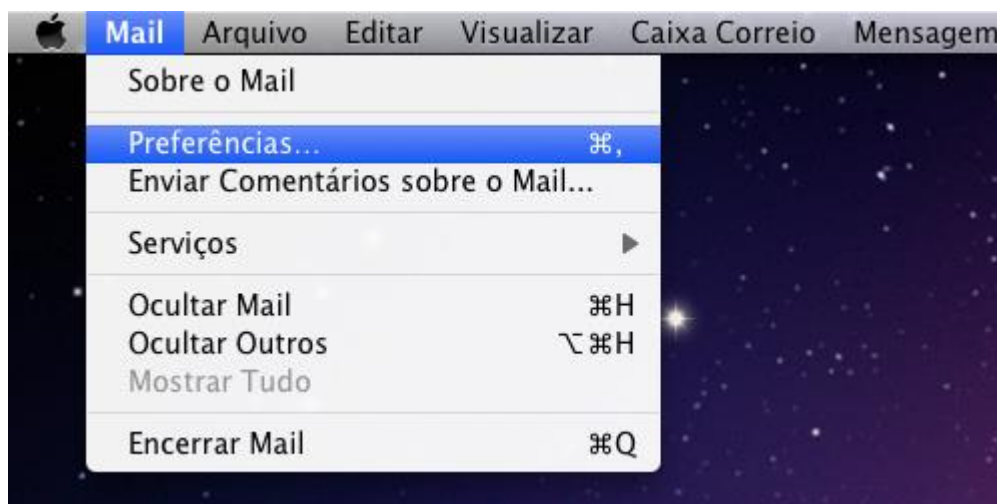 Mail Arquivo Editar Visualizar Caixa Correio Mensagem
Sobre o Mail
Preferências... ⌘,
Enviar Comentários sobre o Mail...
Serviços
Ocultar Mail ⌘H
Ocultar Outros ⌥⌘H
Mostrar Tudo
Encerrar Mail ⌘Q